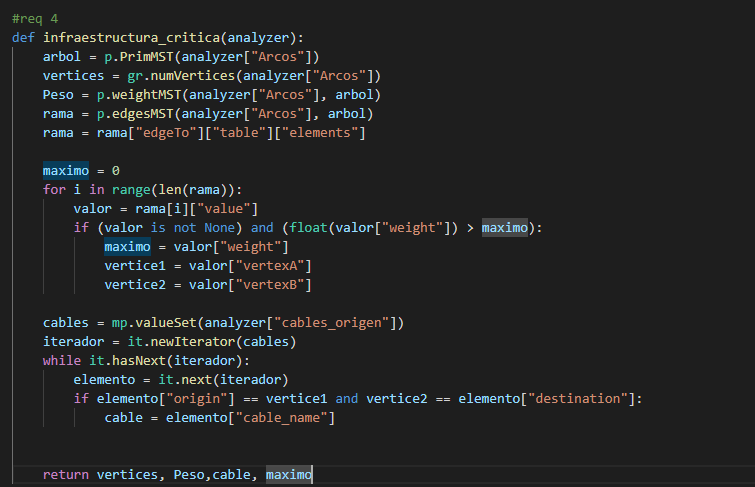 #req 4
def infraestructura_critica(analyzer):
    arbol = p.PrimMST(analyzer["Arcos"])
    vertices = gr.numVertices(analyzer["Arcos"])
    Peso = p.weightMST(analyzer["Arcos"], arbol)
    rama = p.edgesMST(analyzer["Arcos"], arbol)
    rama = rama["edgeTo"]["table"]["elements"]
    maximo = 0
    for i in range(len(rama)):
        valor = rama[i]["value"]
        if (valor is not None) and (float(valor["weight"]) > maximo):
            maximo = valor["weight"]
            vertice1 = valor["vertexA"]
            vertice2 = valor["vertexB"]
    cables = mp.valueSet(analyzer["cables_origen"])
    iterador = it.newIterator(cables)
    while it.hasNext(iterador):
        elemento = it.next(iterador)
        if elemento["origin"] == vertice1 and vertice2 == elemento["destination"]:
            cable = elemento["cable_name"]
    return vertices, Peso,cable, maximo